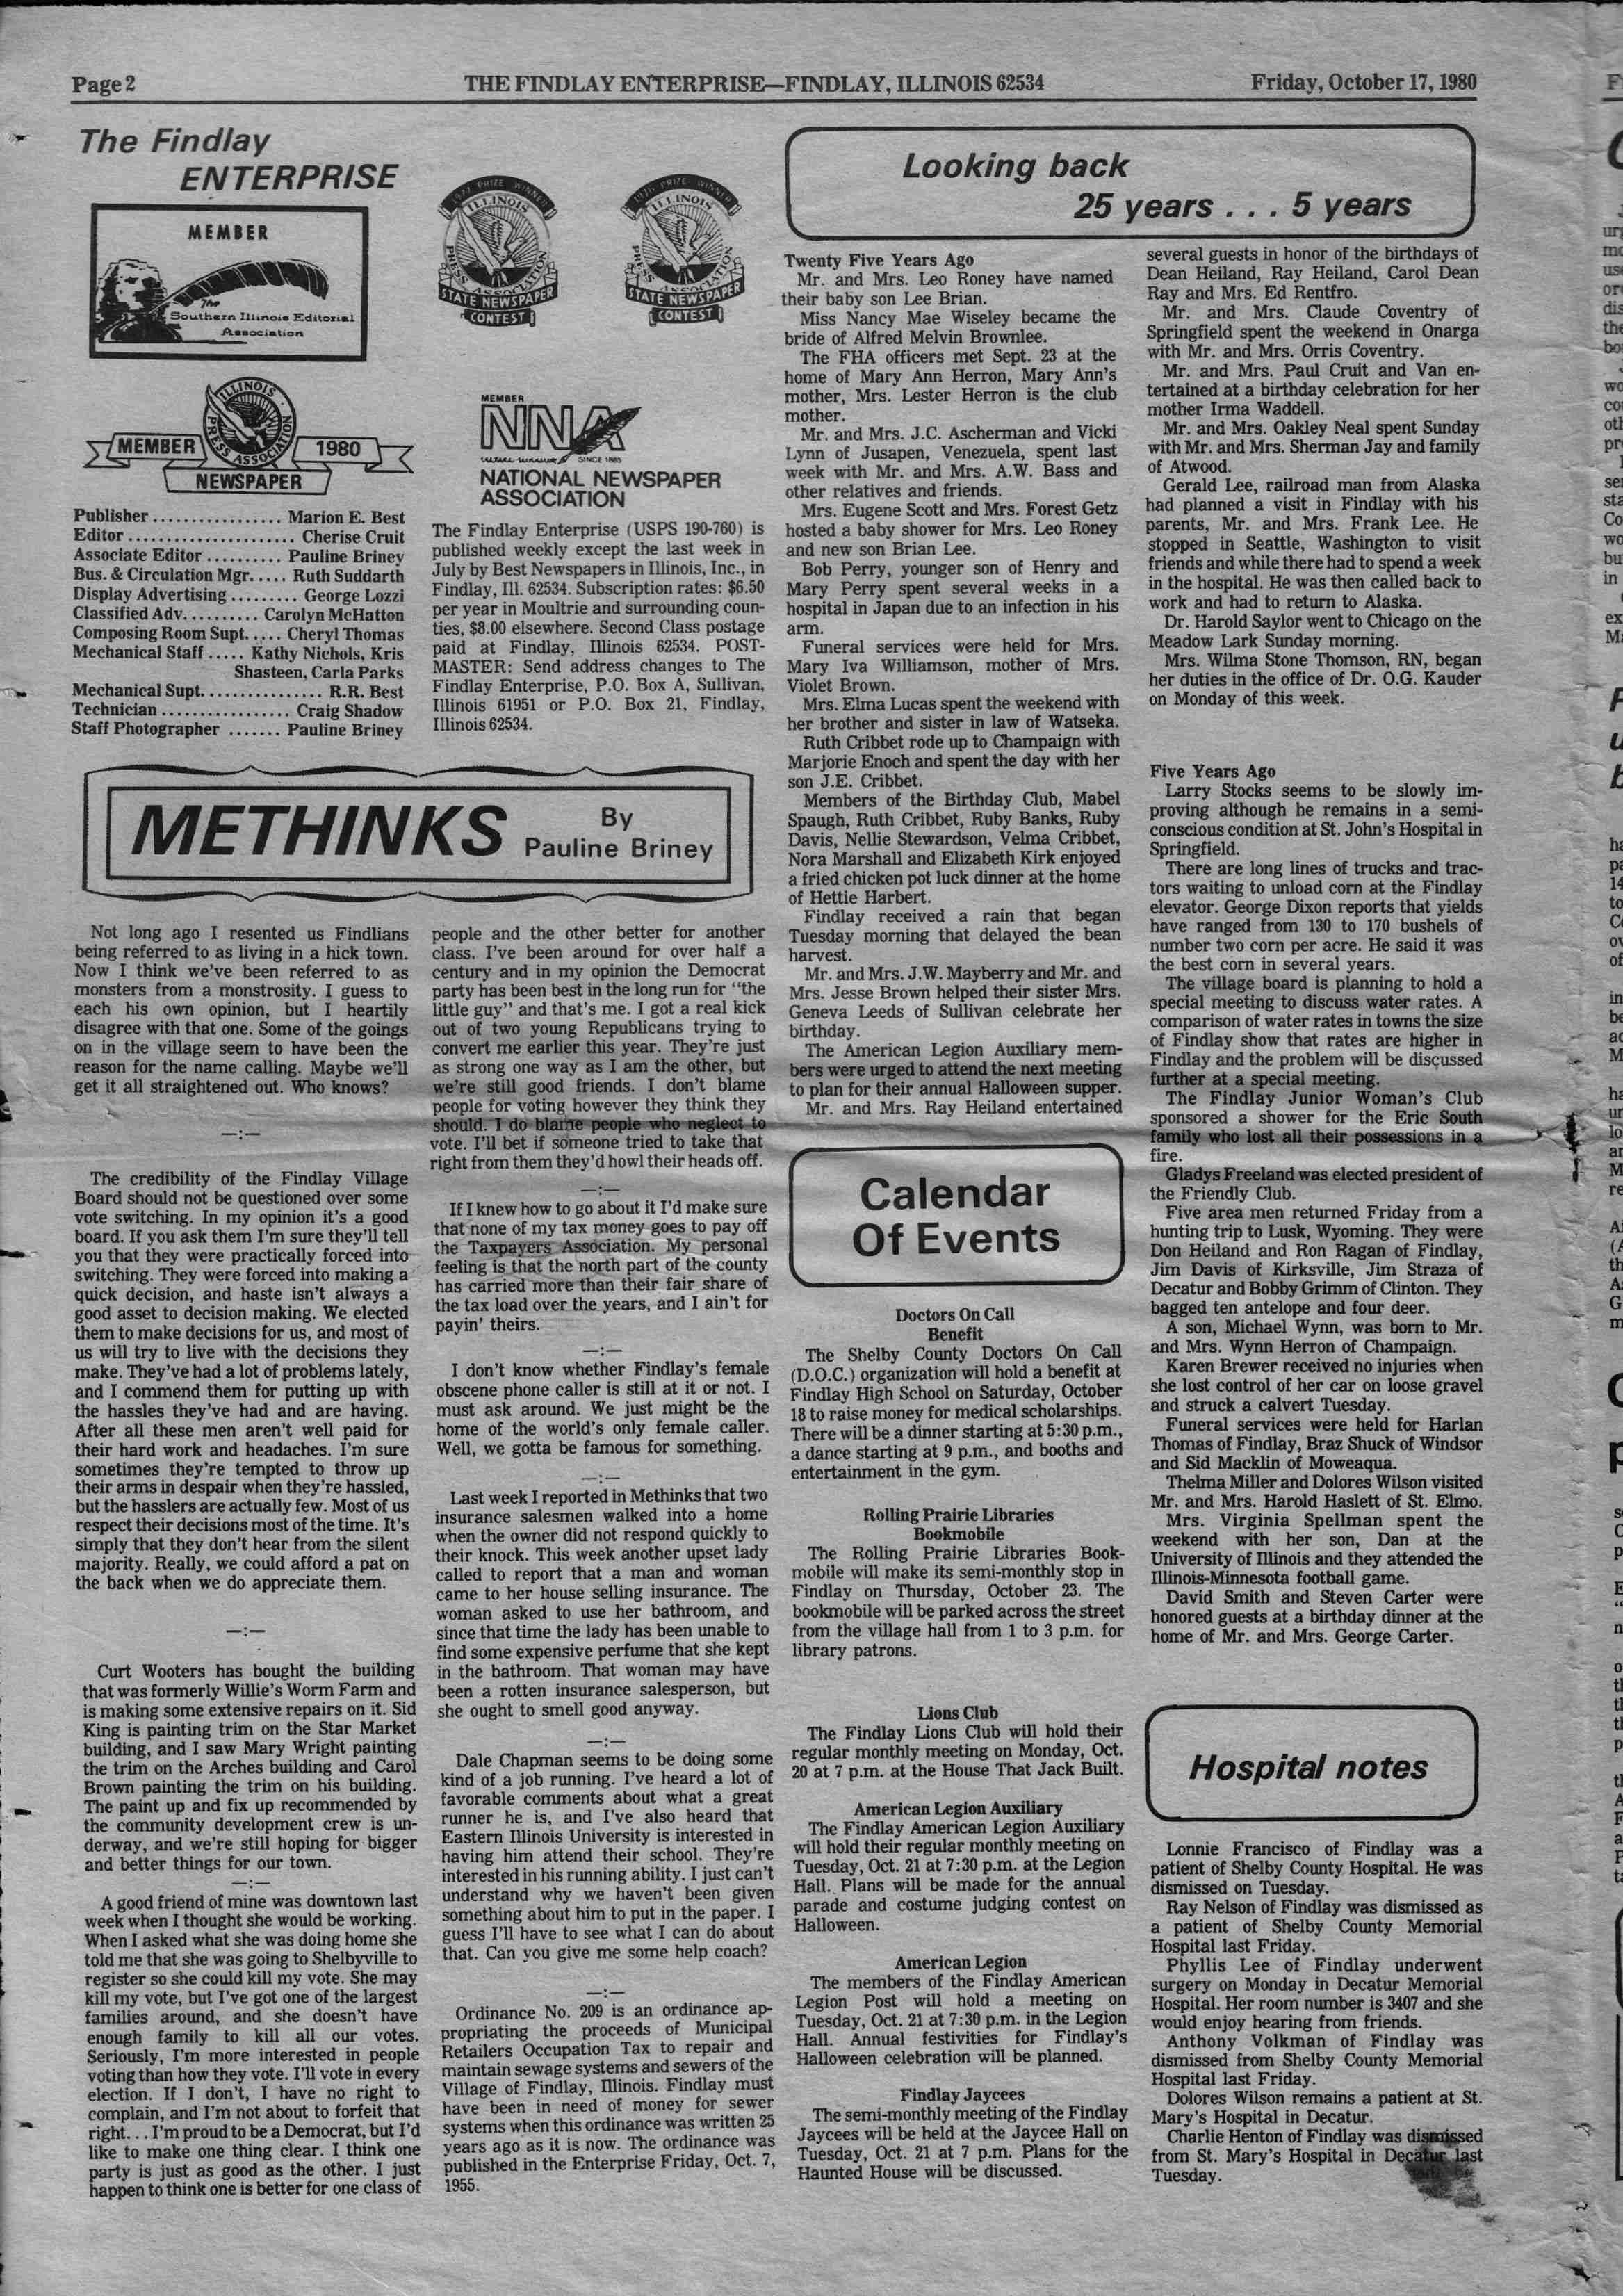 Page 2
THE FINDLAY ENTERPRISE—FINDLAY, ILLINOIS 62534
Friday, October 17, 1980
The Findlay
ENTERPRISE
MEMBER
The
Southern Illinois Editorial
Association
1977 PRIZE WINNER
ILLINOIS
PRESS ASSOCIATION
STATE NEWSPAPER
CONTEST
1976 PRIZE WINNER
ILLINOIS
PRESS ASSOCIATION
STATE NEWSPAPER
CONTEST
ILLINOIS
PRESS ASSOCIATION
MEMBER
1980
NEWSPAPER
MEMBER
NNA
SINCE 1885
NATIONAL NEWSPAPER
ASSOCIATION
Publisher ................. Marion E. Best
Editor ...................... Cherise Cruit
Associate Editor .......... Pauline Briney
Bus. & Circulation Mgr. .... Ruth Suddarth
Display Advertising ......... George Lozzi
Classified Adv. ......... Carolyn McHatton
Composing Room Supt. .... Cheryl Thomas
Mechanical Staff ..... Kathy Nichols, Kris
Shasteen, Carla Parks
Mechanical Supt. ............... R.R. Best
Technician ................. Craig Shadow
Staff Photographer ....... Pauline Briney
The Findlay Enterprise (USPS 190-760) is
published weekly except the last week in
July by Best Newspapers in Illinois, Inc., in
Findlay, Ill. 62534. Subscription rates: $6.50
per year in Moultrie and surrounding coun-
ties, $8.00 elsewhere. Second Class postage
paid at Findlay, Illinois 62534. POST-
MASTER: Send address changes to The
Findlay Enterprise, P.O. Box A, Sullivan,
Illinois 61951 or P.O. Box 21, Findlay,
Illinois 62534.
METHINKS
By
Pauline Briney
Not long ago I resented us Findlians
being referred to as living in a hick town.
Now I think we've been referred to as
monsters from a monstrosity. I guess to
each his own opinion, but I heartily
disagree with that one. Some of the goings
on in the village seem to have been the
reason for the name calling. Maybe we'll
get it all straightened out. Who knows?
—:—
The credibility of the Findlay Village
Board should not be questioned over some
vote switching. In my opinion it's a good
board. If you ask them I'm sure they'll tell
you that they were practically forced into
switching. They were forced into making a
quick decision, and haste isn't always a
good asset to decision making. We elected
them to make decisions for us, and most of
us will try to live with the decisions they
make. They've had a lot of problems lately,
and I commend them for putting up with
the hassles they've had and are having.
After all these men aren't well paid for
their hard work and headaches. I'm sure
sometimes they're tempted to throw up
their arms in despair when they're hassled,
but the hasslers are actually few. Most of us
respect their decisions most of the time. It's
simply that they don't hear from the silent
majority. Really, we could afford a pat on
the back when we do appreciate them.
—:—
Curt Wooters has bought the building
that was formerly Willie's Worm Farm and
is making some extensive repairs on it. Sid
King is painting trim on the Star Market
building, and I saw Mary Wright painting
the trim on the Arches building and Carol
Brown painting the trim on his building.
The paint up and fix up recommended by
the community development crew is un-
derway, and we're still hoping for bigger
and better things for our town.
—:—
A good friend of mine was downtown last
week when I thought she would be working.
When I asked what she was doing home she
told me that she was going to Shelbyville to
register so she could kill my vote. She may
kill my vote, but I've got one of the largest
families around, and she doesn't have
enough family to kill all our votes.
Seriously, I'm more interested in people
voting than how they vote. I'll vote in every
election. If I don't, I have no right to
complain, and I'm not about to forfeit that
right... I'm proud to be a Democrat, but I'd
like to make one thing clear. I think one
party is just as good as the other. I just
happen to think one is better for one class of
people and the other better for another
class. I've been around for over half a
century and in my opinion the Democrat
party has been best in the long run for "the
little guy" and that's me. I got a real kick
out of two young Republicans trying to
convert me earlier this year. They're just
as strong one way as I am the other, but
we're still good friends. I don't blame
people for voting however they think they
should. I do blame people who neglect to
vote. I'll bet if someone tried to take that
right from them they'd howl their heads off.
—:—
If I knew how to go about it I'd make sure
that none of my tax money goes to pay off
the Taxpayers Association. My personal
feeling is that the north part of the county
has carried more than their fair share of
the tax load over the years, and I ain't for
payin' theirs.
—:—
I don't know whether Findlay's female
obscene phone caller is still at it or not. I
must ask around. We just might be the
home of the world's only female caller.
Well, we gotta be famous for something.
—:—
Last week I reported in Methinks that two
insurance salesmen walked into a home
when the owner did not respond quickly to
their knock. This week another upset lady
called to report that a man and woman
came to her house selling insurance. The
woman asked to use her bathroom, and
since that time the lady has been unable to
find some expensive perfume that she kept
in the bathroom. That woman may have
been a rotten insurance salesperson, but
she ought to smell good anyway.
—:—
Dale Chapman seems to be doing some
kind of a job running. I've heard a lot of
favorable comments about what a great
runner he is, and I've also heard that
Eastern Illinois University is interested in
having him attend their school. They're
interested in his running ability. I just can't
understand why we haven't been given
something about him to put in the paper. I
guess I'll have to see what I can do about
that. Can you give me some help coach?
—:—
Ordinance No. 209 is an ordinance ap-
propriating the proceeds of Municipal
Retailers Occupation Tax to repair and
maintain sewage systems and sewers of the
Village of Findlay, Illinois. Findlay must
have been in need of money for sewer
systems when this ordinance was written 25
years ago as it is now. The ordinance was
published in the Enterprise Friday, Oct. 7,
1955.
Looking back
25 years . . . 5 years
Twenty Five Years Ago
Mr. and Mrs. Leo Roney have named
their baby son Lee Brian.
Miss Nancy Mae Wiseley became the
bride of Alfred Melvin Brownlee.
The FHA officers met Sept. 23 at the
home of Mary Ann Herron, Mary Ann's
mother, Mrs. Lester Herron is the club
mother.
Mr. and Mrs. J.C. Ascherman and Vicki
Lynn of Jusapen, Venezuela, spent last
week with Mr. and Mrs. A.W. Bass and
other relatives and friends.
Mrs. Eugene Scott and Mrs. Forest Getz
hosted a baby shower for Mrs. Leo Roney
and new son Brian Lee.
Bob Perry, younger son of Henry and
Mary Perry spent several weeks in a
hospital in Japan due to an infection in his
arm.
Funeral services were held for Mrs.
Mary Iva Williamson, mother of Mrs.
Violet Brown.
Mrs. Elma Lucas spent the weekend with
her brother and sister in law of Watseka.
Ruth Cribbet rode up to Champaign with
Marjorie Enoch and spent the day with her
son J.E. Cribbet.
Members of the Birthday Club, Mabel
Spaugh, Ruth Cribbet, Ruby Banks, Ruby
Davis, Nellie Stewardson, Velma Cribbet,
Nora Marshall and Elizabeth Kirk enjoyed
a fried chicken pot luck dinner at the home
of Hettie Harbert.
Findlay received a rain that began
Tuesday morning that delayed the bean
harvest.
Mr. and Mrs. J.W. Mayberry and Mr. and
Mrs. Jesse Brown helped their sister Mrs.
Geneva Leeds of Sullivan celebrate her
birthday.
The American Legion Auxiliary mem-
bers were urged to attend the next meeting
to plan for their annual Halloween supper.
Mr. and Mrs. Ray Heiland entertained
several guests in honor of the birthdays of
Dean Heiland, Ray Heiland, Carol Dean
Ray and Mrs. Ed Rentfro.
Mr. and Mrs. Claude Coventry of
Springfield spent the weekend in Onarga
with Mr. and Mrs. Orris Coventry.
Mr. and Mrs. Paul Cruit and Van en-
tertained at a birthday celebration for her
mother Irma Waddell.
Mr. and Mrs. Oakley Neal spent Sunday
with Mr. and Mrs. Sherman Jay and family
of Atwood.
Gerald Lee, railroad man from Alaska
had planned a visit in Findlay with his
parents, Mr. and Mrs. Frank Lee. He
stopped in Seattle, Washington to visit
friends and while there had to spend a week
in the hospital. He was then called back to
work and had to return to Alaska.
Dr. Harold Saylor went to Chicago on the
Meadow Lark Sunday morning.
Mrs. Wilma Stone Thomson, RN, began
her duties in the office of Dr. O.G. Kauder
on Monday of this week.
Five Years Ago
Larry Stocks seems to be slowly im-
proving although he remains in a semi-
conscious condition at St. John's Hospital in
Springfield.
There are long lines of trucks and trac-
tors waiting to unload corn at the Findlay
elevator. George Dixon reports that yields
have ranged from 130 to 170 bushels of
number two corn per acre. He said it was
the best corn in several years.
The village board is planning to hold a
special meeting to discuss water rates. A
comparison of water rates in towns the size
of Findlay show that rates are higher in
Findlay and the problem will be discussed
further at a special meeting.
The Findlay Junior Woman's Club
sponsored a shower for the Eric South
family who lost all their possessions in a
fire.
Gladys Freeland was elected president of
the Friendly Club.
Five area men returned Friday from a
hunting trip to Lusk, Wyoming. They were
Don Heiland and Ron Ragan of Findlay,
Jim Davis of Kirksville, Jim Straza of
Decatur and Bobby Grimm of Clinton. They
bagged ten antelope and four deer.
A son, Michael Wynn, was born to Mr.
and Mrs. Wynn Herron of Champaign.
Karen Brewer received no injuries when
she lost control of her car on loose gravel
and struck a calvert Tuesday.
Funeral services were held for Harlan
Thomas of Findlay, Braz Shuck of Windsor
and Sid Macklin of Moweaqua.
Thelma Miller and Dolores Wilson visited
Mr. and Mrs. Harold Haslett of St. Elmo.
Mrs. Virginia Spellman spent the
weekend with her son, Dan at the
University of Illinois and they attended the
Illinois-Minnesota football game.
David Smith and Steven Carter were
honored guests at a birthday dinner at the
home of Mr. and Mrs. George Carter.
Calendar
Of Events
Doctors On Call
Benefit
The Shelby County Doctors On Call
(D.O.C.) organization will hold a benefit at
Findlay High School on Saturday, October
18 to raise money for medical scholarships.
There will be a dinner starting at 5:30 p.m.,
a dance starting at 9 p.m., and booths and
entertainment in the gym.
Rolling Prairie Libraries
Bookmobile
The Rolling Prairie Libraries Book-
mobile will make its semi-monthly stop in
Findlay on Thursday, October 23. The
bookmobile will be parked across the street
from the village hall from 1 to 3 p.m. for
library patrons.
Lions Club
The Findlay Lions Club will hold their
regular monthly meeting on Monday, Oct.
20 at 7 p.m. at the House That Jack Built.
American Legion Auxiliary
The Findlay American Legion Auxiliary
will hold their regular monthly meeting on
Tuesday, Oct. 21 at 7:30 p.m. at the Legion
Hall. Plans will be made for the annual
parade and costume judging contest on
Halloween.
American Legion
The members of the Findlay American
Legion Post will hold a meeting on
Tuesday, Oct. 21 at 7:30 p.m. in the Legion
Hall. Annual festivities for Findlay's
Halloween celebration will be planned.
Findlay Jaycees
The semi-monthly meeting of the Findlay
Jaycees will be held at the Jaycee Hall on
Tuesday, Oct. 21 at 7 p.m. Plans for the
Haunted House will be discussed.
Hospital notes
Lonnie Francisco of Findlay was a
patient of Shelby County Hospital. He was
dismissed on Tuesday.
Ray Nelson of Findlay was dismissed as
a patient of Shelby County Memorial
Hospital last Friday.
Phyllis Lee of Findlay underwent
surgery on Monday in Decatur Memorial
Hospital. Her room number is 3407 and she
would enjoy hearing from friends.
Anthony Volkman of Findlay was
dismissed from Shelby County Memorial
Hospital last Friday.
Dolores Wilson remains a patient at St.
Mary's Hospital in Decatur.
Charlie Henton of Findlay was dismissed
from St. Mary's Hospital in Decatur last
Tuesday.